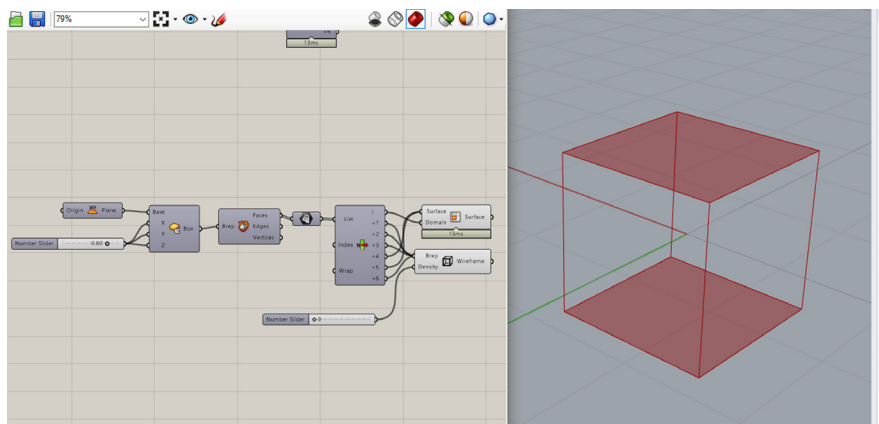 79%
13ms
Origin
Plane
Base
X
Y
Z
Box
Number Slider
0.80
Brep
Faces
Edges
Vertices
List
Index
Wrap
i
+1
+2
+3
+4
+5
+6
Surface
Domain
Surface
13ms
Brep
Density
Wireframe
Number Slider
0